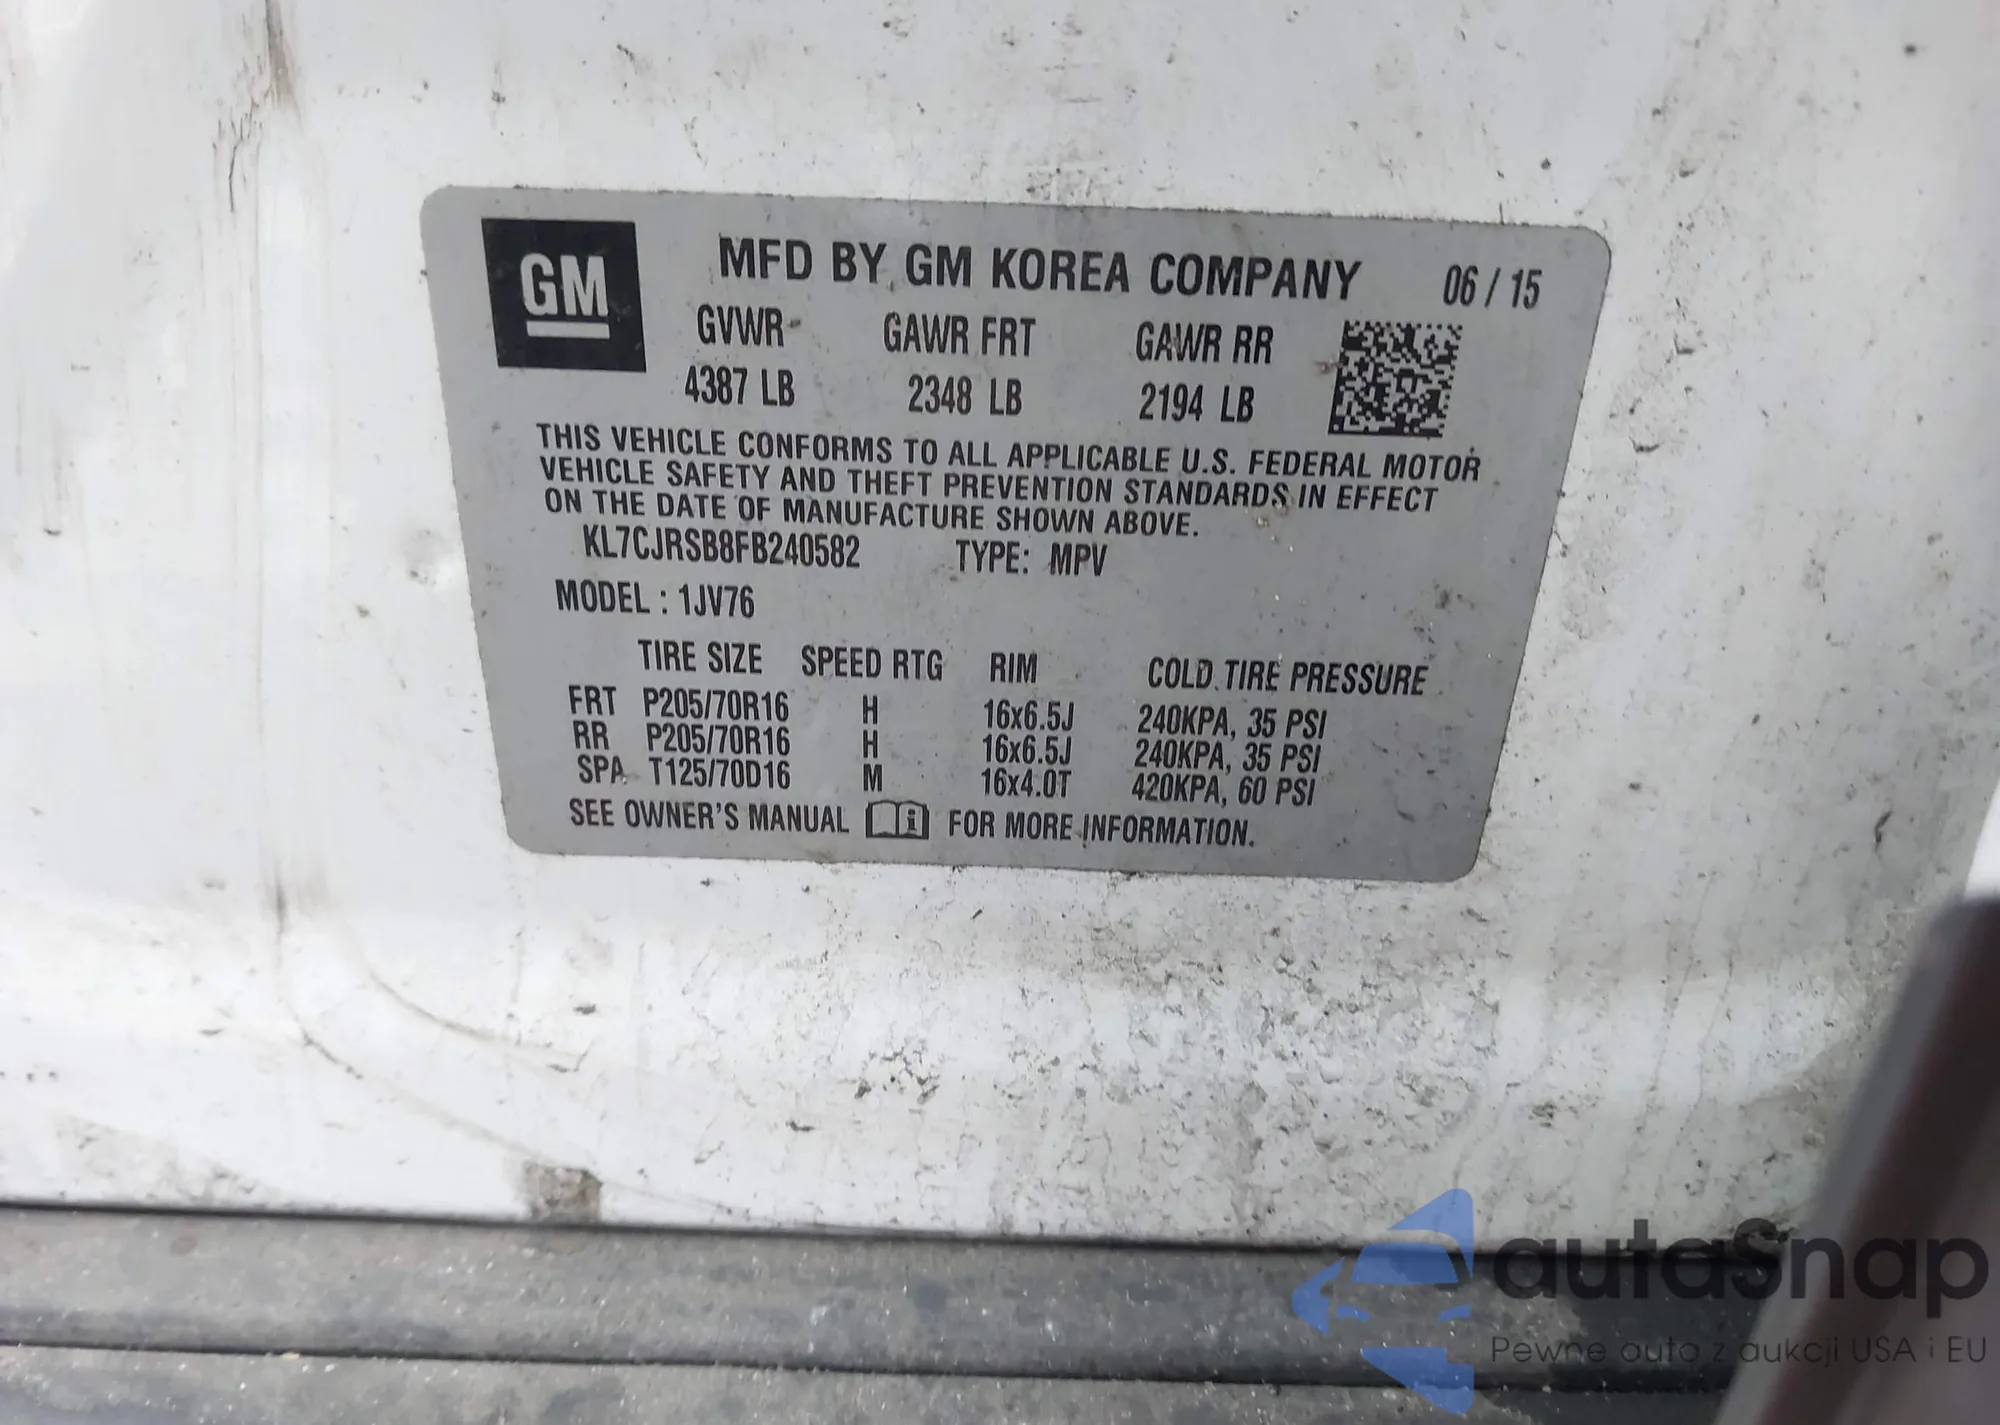 GM
MFD BY GM KOREA COMPANY 06 / 15
GVWR GAWR FRT GAWR RR
4387 LB 2348 LB 2194 LB
THIS VEHICLE CONFORMS TO ALL APPLICABLE U.S. FEDERAL MOTOR
VEHICLE SAFETY AND THEFT PREVENTION STANDARDS IN EFFECT
ON THE DATE OF MANUFACTURE SHOWN ABOVE.
KL7CJRSB8FB240582 TYPE: MPV
MODEL : 1JV76
TIRE SIZE SPEED RTG RIM COLD TIRE PRESSURE
FRT P205/70R16 H 16x6.5J 240KPA, 35 PSI
RR P205/70R16 H 16x6.5J 240KPA, 35 PSI
SPA T125/70D16 M 16x4.0T 420KPA, 60 PSI
SEE OWNER'S MANUAL i FOR MORE INFORMATION.
autaSnap
Pewne auta z aukcji USA i EU